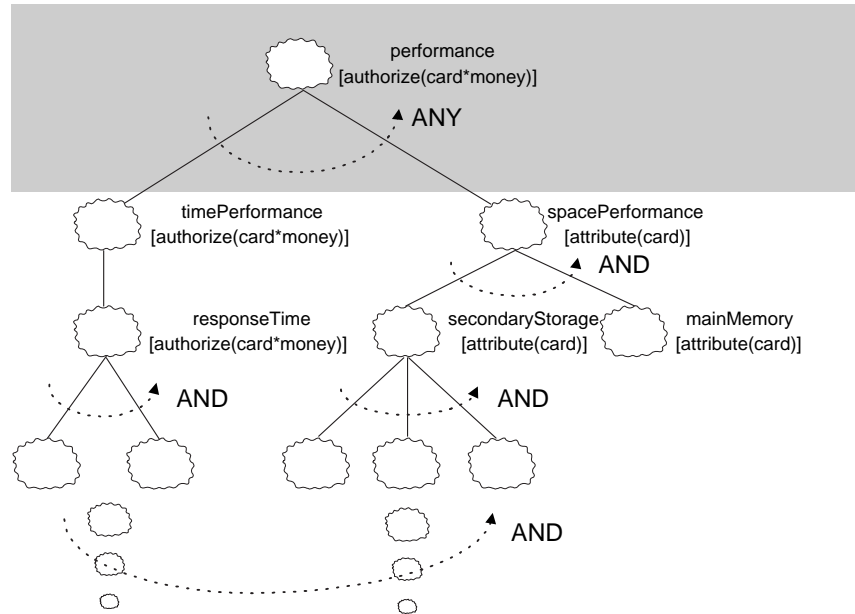 performance
[authorize(card*money)]
ANY
timePerformance
[authorize(card*money)]
spacePerformance
[attribute(card)]
AND
responseTime
[authorize(card*money)]
secondaryStorage
[attribute(card)]
mainMemory
[attribute(card)]
AND
AND
AND